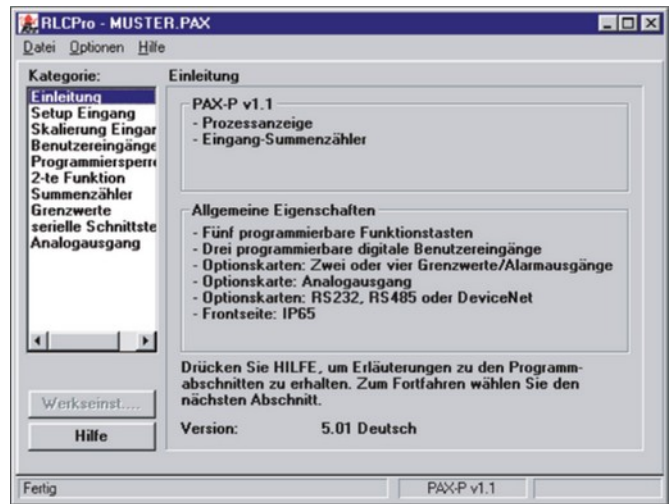 RLCPro - MUSTER.PAX
Datei Optionen Hilfe
Kategorie:
Einleitung
Setup Eingang
Skalierung Eingar
Benutzereingänge
Programmiersperre
2-te Funktion
Summenzähler
Grenzwerte
serielle Schnittste
Analogausgang
Werkseinst....
Hilfe
Einleitung
PAX-P v1.1
- Prozessanzeige
- Eingang-Summenzähler
Allgemeine Eigenschaften
- Fünf programmierbare Funktionstasten
- Drei programmierbare digitale Benutzereingänge
- Optionskarten: Zwei oder vier Grenzwerte/Alarmausgänge
- Optionskarte: Analogausgang
- Optionskarten: RS232, RS485 oder DeviceNet
- Frontseite: IP65
Drücken Sie HILFE, um Erläuterungen zu den Programm-
abschnitten zu erhalten. Zum Fortfahren wählen Sie den
nächsten Abschnitt.
Version: 5.01 Deutsch
Fertig PAX-P v1.1